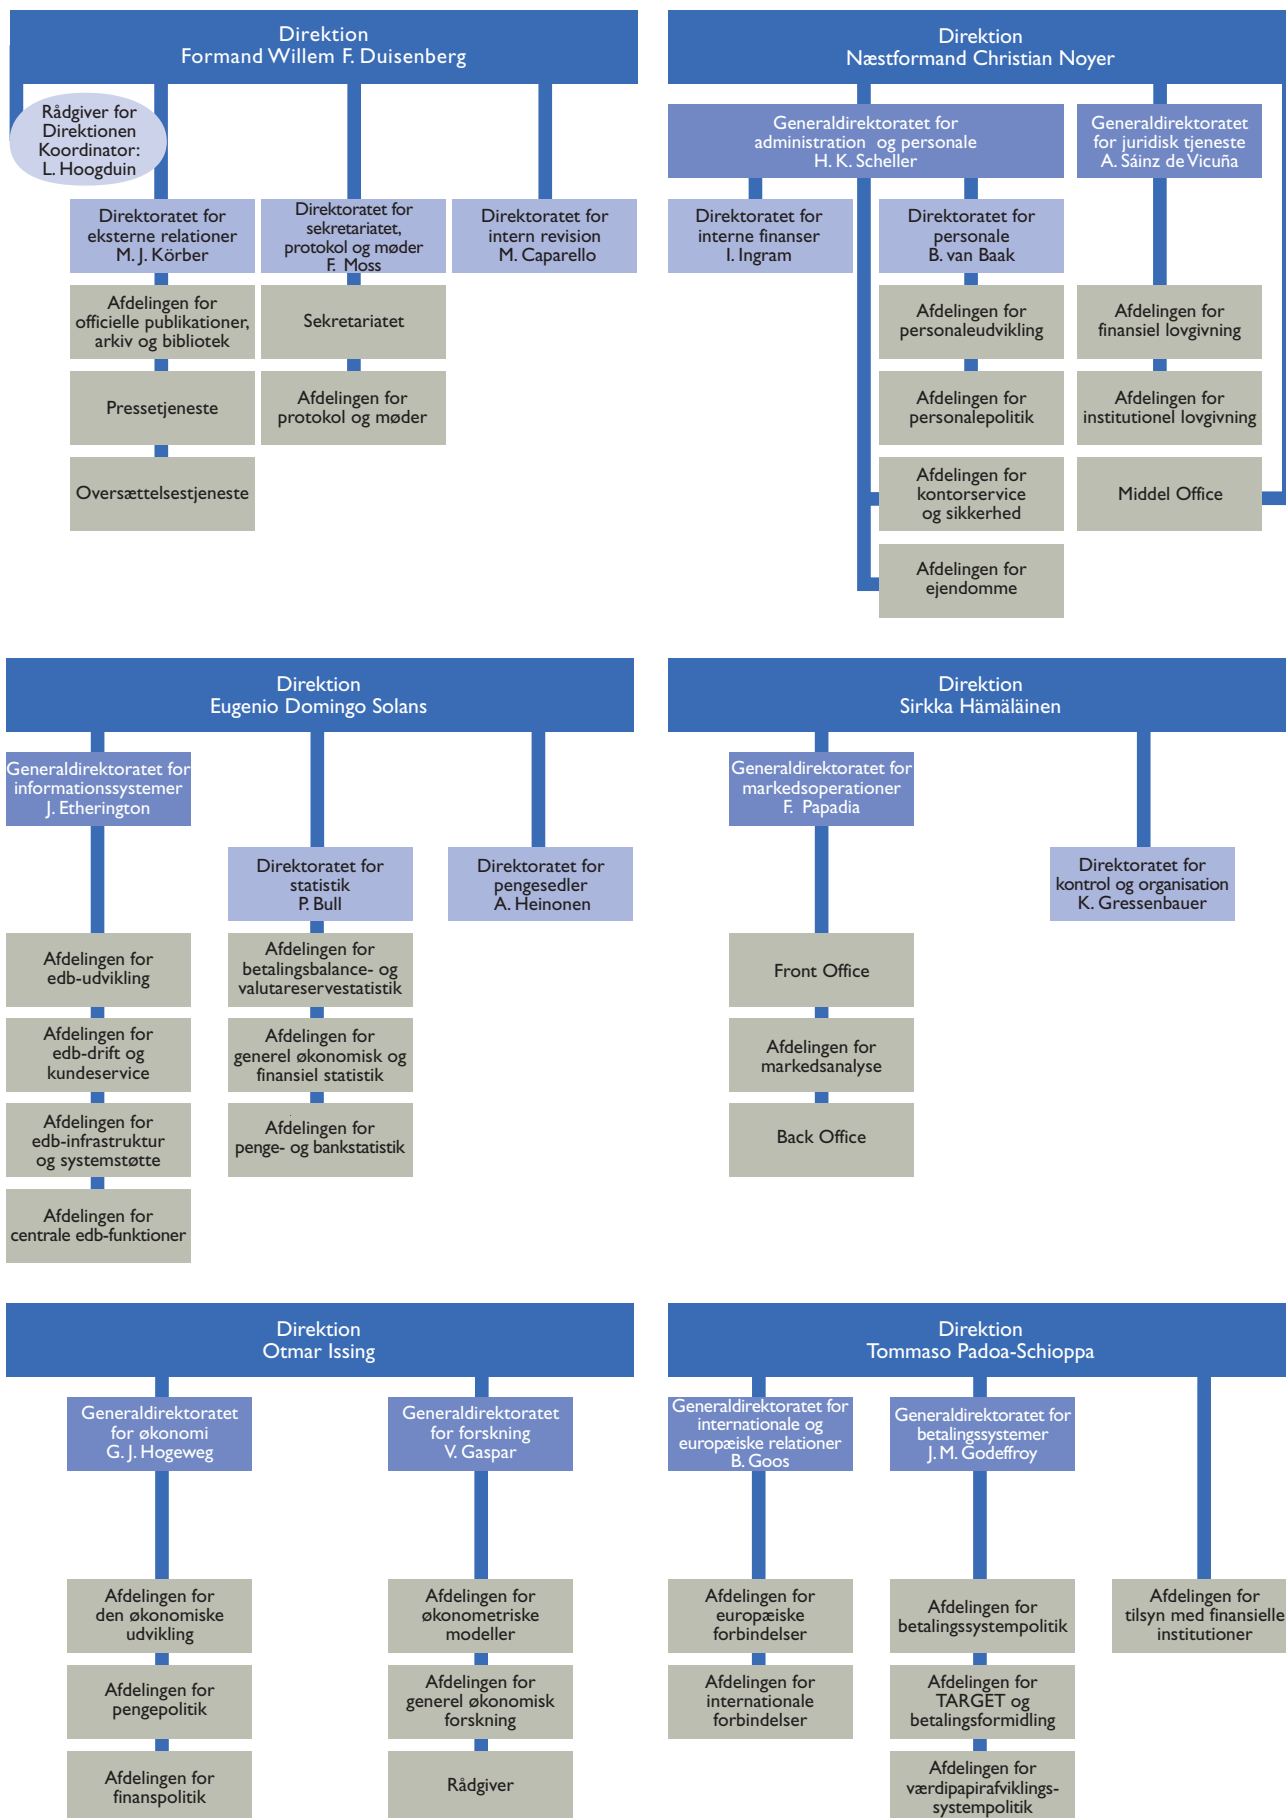 Direktion
Formand Willem F. Duisenberg
Rådgiver for
Direktionen
Koordinator:
L. Hoogduin
Direktoratet for
eksterne relationer
M. J. Körber
Afdelingen for
officielle publikationer,
arkiv og bibliotek
Pressetjeneste
Oversættelsestjeneste
Direktoratet for
sekretariatet,
protokol og møder
F. Moss
Sekretariatet
Afdelingen for
protokol og møder
Direktoratet for
intern revision
M. Caparello
Direktion
Næstformand Christian Noyer
Generaldirektoratet for
administration og personale
H. K. Scheller
Direktoratet for
interne finanser
I. Ingram
Direktoratet for
personale
B. van Baak
Afdelingen for
personaleudvikling
Afdelingen for
personalepolitik
Afdelingen for
kontorservice
og sikkerhed
Afdelingen for
ejendomme
Generaldirektoratet
for juridisk tjeneste
A. Sáinz de Vicuña
Afdelingen for
finansiel lovgivning
Afdelingen for
institutionel lovgivning
Middel Office
Direktion
Eugenio Domingo Solans
Generaldirektoratet for
informationssystemer
J. Etherington
Afdelingen for
edb-udvikling
Afdelingen for
edb-drift og
kundeservice
Afdelingen for
edb-infrastruktur
og systemstøtte
Afdelingen for
centrale edb-funktioner
Direktoratet for
statistik
P. Bull
Afdelingen for
betalingsbalance- og
valutareservestatistik
Afdelingen for
generel økonomisk og
finansiel statistik
Afdelingen for
penge- og bankstatistik
Direktoratet for
pengesedler
A. Heinonen
Direktion
Sirkka Hämäläinen
Generaldirektoratet for
markedsoperationer
F. Papadia
Front Office
Afdelingen for
markedsanalyse
Back Office
Direktoratet for
kontrol og organisation
K. Gressenbauer
Direktion
Otmar Issing
Generaldirektoratet
for økonomi
G. J. Hogeweg
Afdelingen for
den økonomiske
udvikling
Afdelingen for
pengepolitik
Afdelingen for
finanspolitik
Generaldirektoratet
for forskning
V. Gaspar
Afdelingen for
økonometriske
modeller
Afdelingen for
generel økonomisk
forskning
Rådgiver
Direktion
Tommaso Padoa-Schioppa
Generaldirektoratet for
internationale og
europæiske relationer
B. Goos
Afdelingen for
europæiske
forbindelser
Afdelingen for
internationale
forbindelser
Generaldirektoratet for
betalingssystemer
J. M. Godeffroy
Afdelingen for
betalingssystempolitik
Afdelingen for
TARGET og
betalingsformidling
Afdelingen for
værdipapirafviklings-
systempolitik
Afdelingen for
tilsyn med finansielle
institutioner